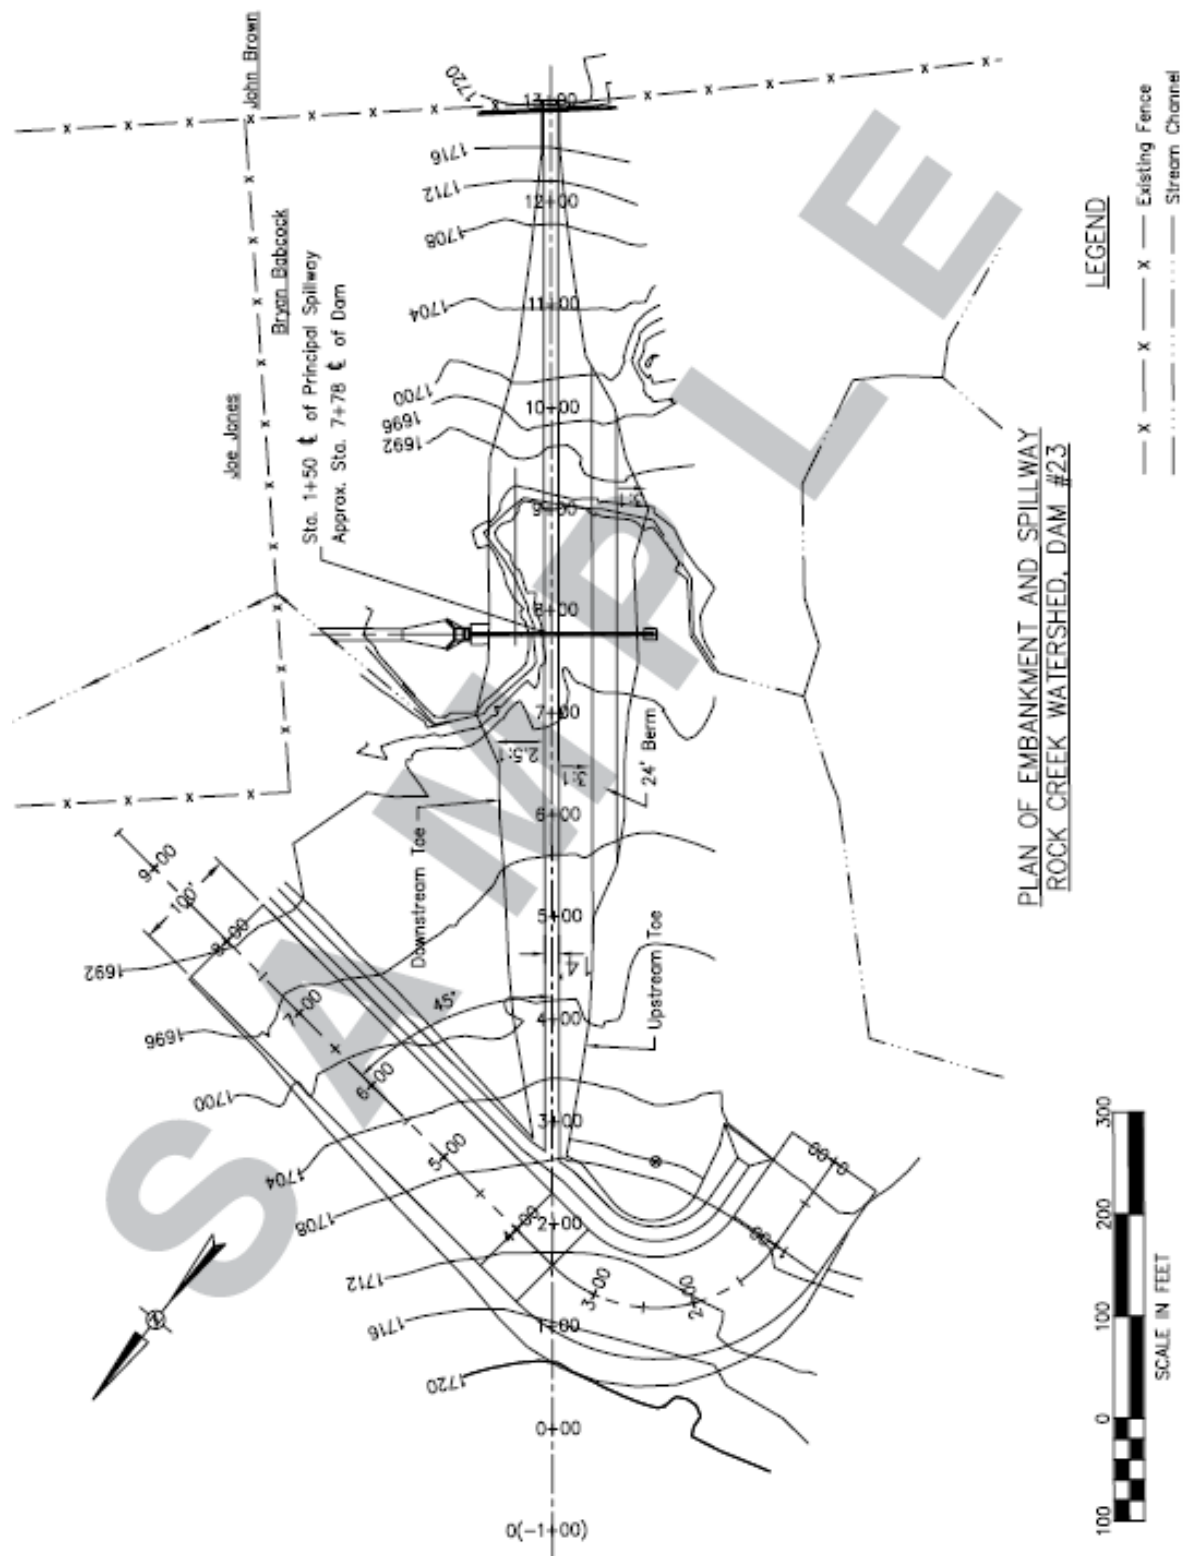 John Brown
1720
13+00
1716
1712
12+00
1708
Bryan Babcock
Sta. 1+50 ℄ of Principal Spillway
Approx. Sta. 7+78 ℄ of Dam
1704
11+00
Joe Jones
1700
1696
1692
10+00
9+00
8+00
7+00
2.5:1
24' Berm
6+00
Downstream Toe
5+00
14'
Upstream Toe
4+00
45°
3+00
2+00
1+00
0+00
0(-1+00)
9+00
100'
8+00
7+00
6+00
5+00
4+00
3+00
2+00
1+00
0+00
1692
1696
1700
1704
1708
1712
1716
1720
SAMPLE
PLAN OF EMBANKMENT AND SPILLWAY
ROCK CREEK WATERSHED, DAM #23
LEGEND
x x x Existing Fence
Stream Channel
100 0 100 200 300
SCALE IN FEET